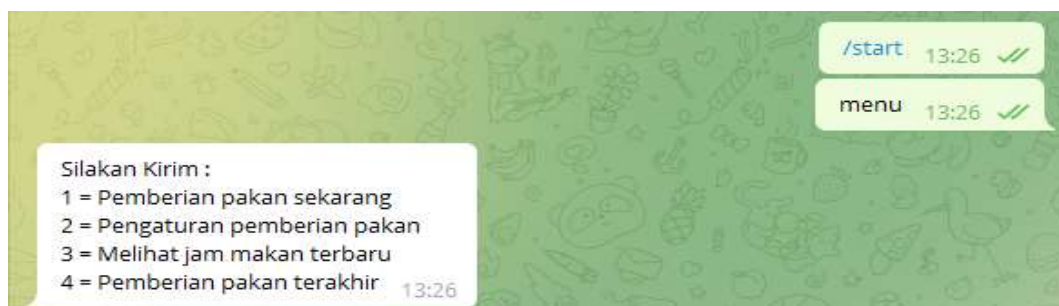 /start 13:26
menu 13:26
Silakan Kirim :
1 = Pemberian pakan sekarang
2 = Pengaturan pemberian pakan
3 = Melihat jam makan terbaru
4 = Pemberian pakan terakhir 13:26